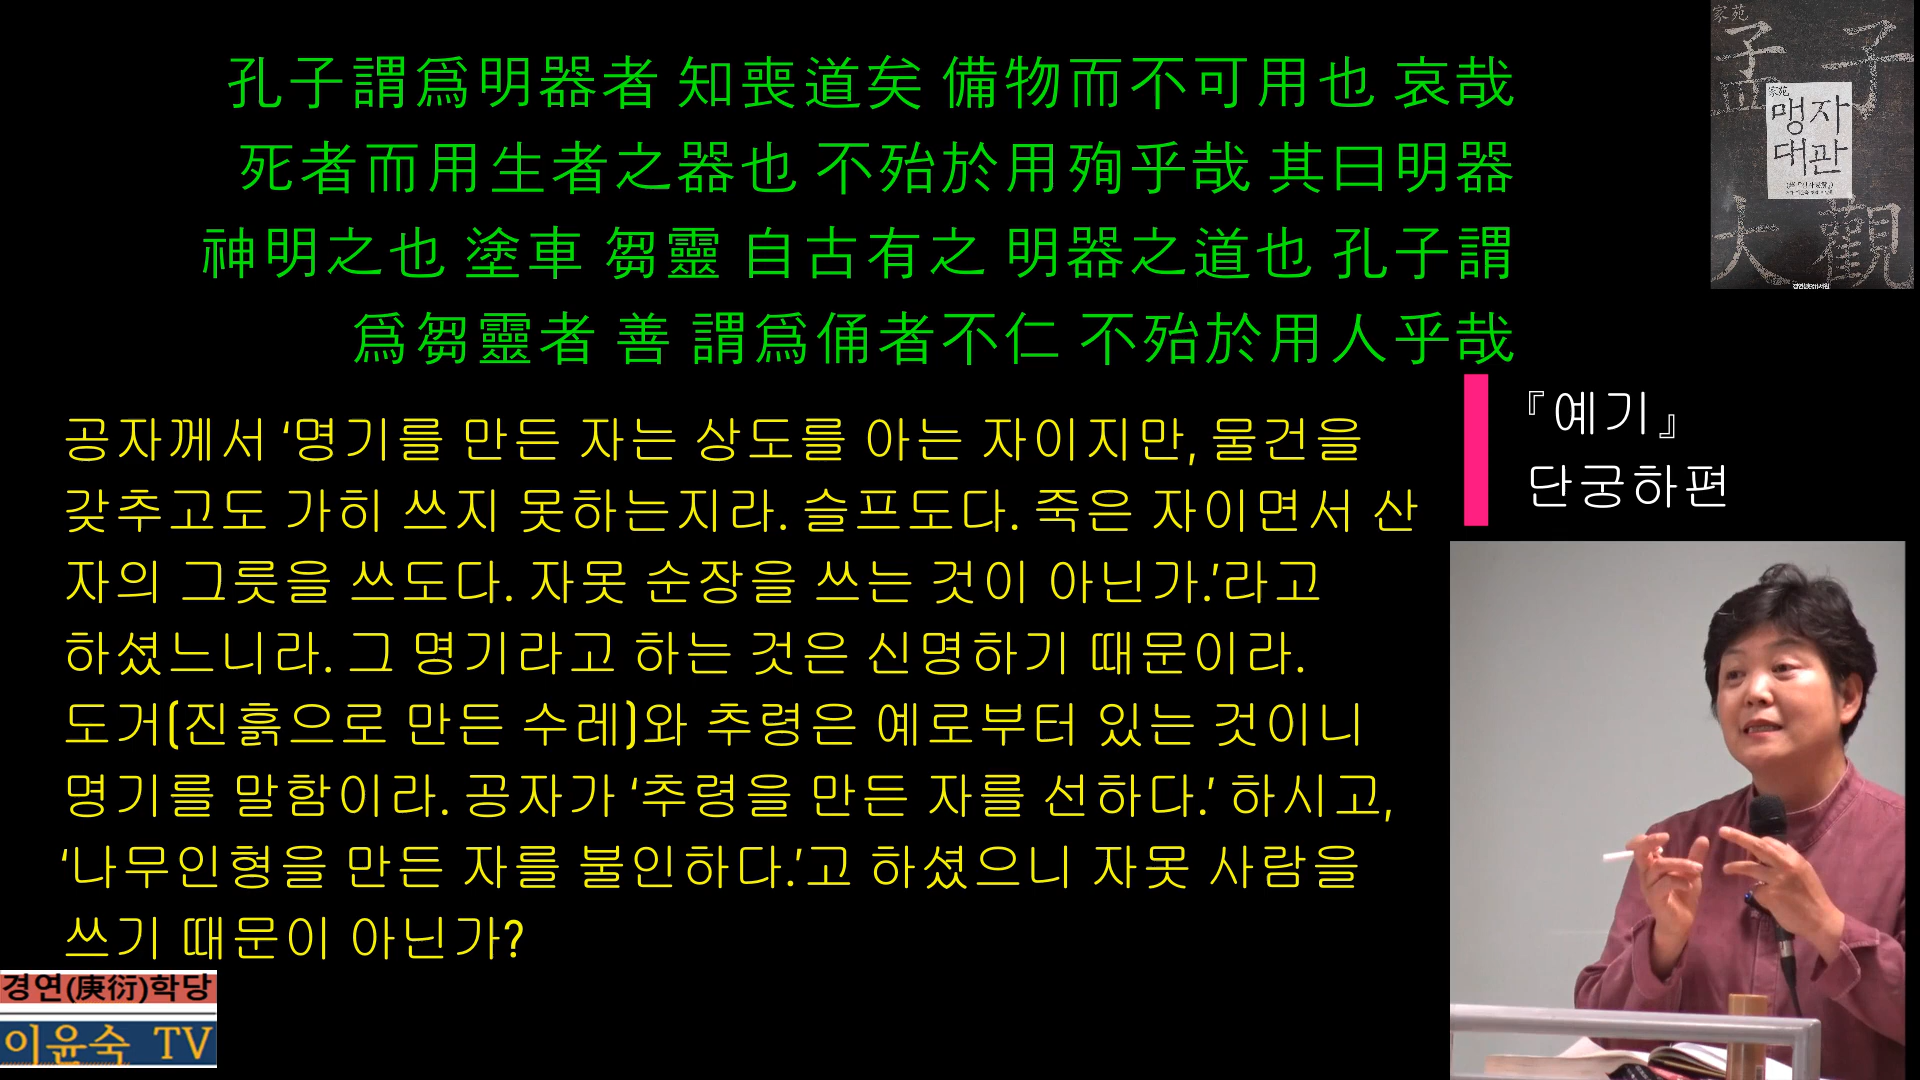 孔子謂爲明器者 知喪道矣 備物而不可用也 哀哉
死者而用生者之器也 不殆於用殉乎哉 其曰明器
神明之也 塗車 芻靈 自古有之 明器之道也 孔子謂
爲芻靈者 善 謂爲俑者不仁 不殆於用人乎哉
『예기』
단궁하편
공자께서 ‘명기를 만든 자는 상도를 아는 자이지만, 물건을
갖추고도 가히 쓰지 못하는지라. 슬프도다. 죽은 자이면서 산
자의 그릇을 쓰도다. 자못 순장을 쓰는 것이 아닌가.’라고
하셨느니라. 그 명기라고 하는 것은 신명하기 때문이라.
도거(진흙으로 만든 수레)와 추령은 예로부터 있는 것이니
명기를 말함이라. 공자가 ‘추령을 만든 자를 선하다.’ 하시고,
‘나무인형을 만든 자를 불인하다.’고 하셨으니 자못 사람을
쓰기 때문이 아닌가?
家苑
孟子
家苑
맹자
대관
大觀
경연(庚衍)학당
이윤숙 TV